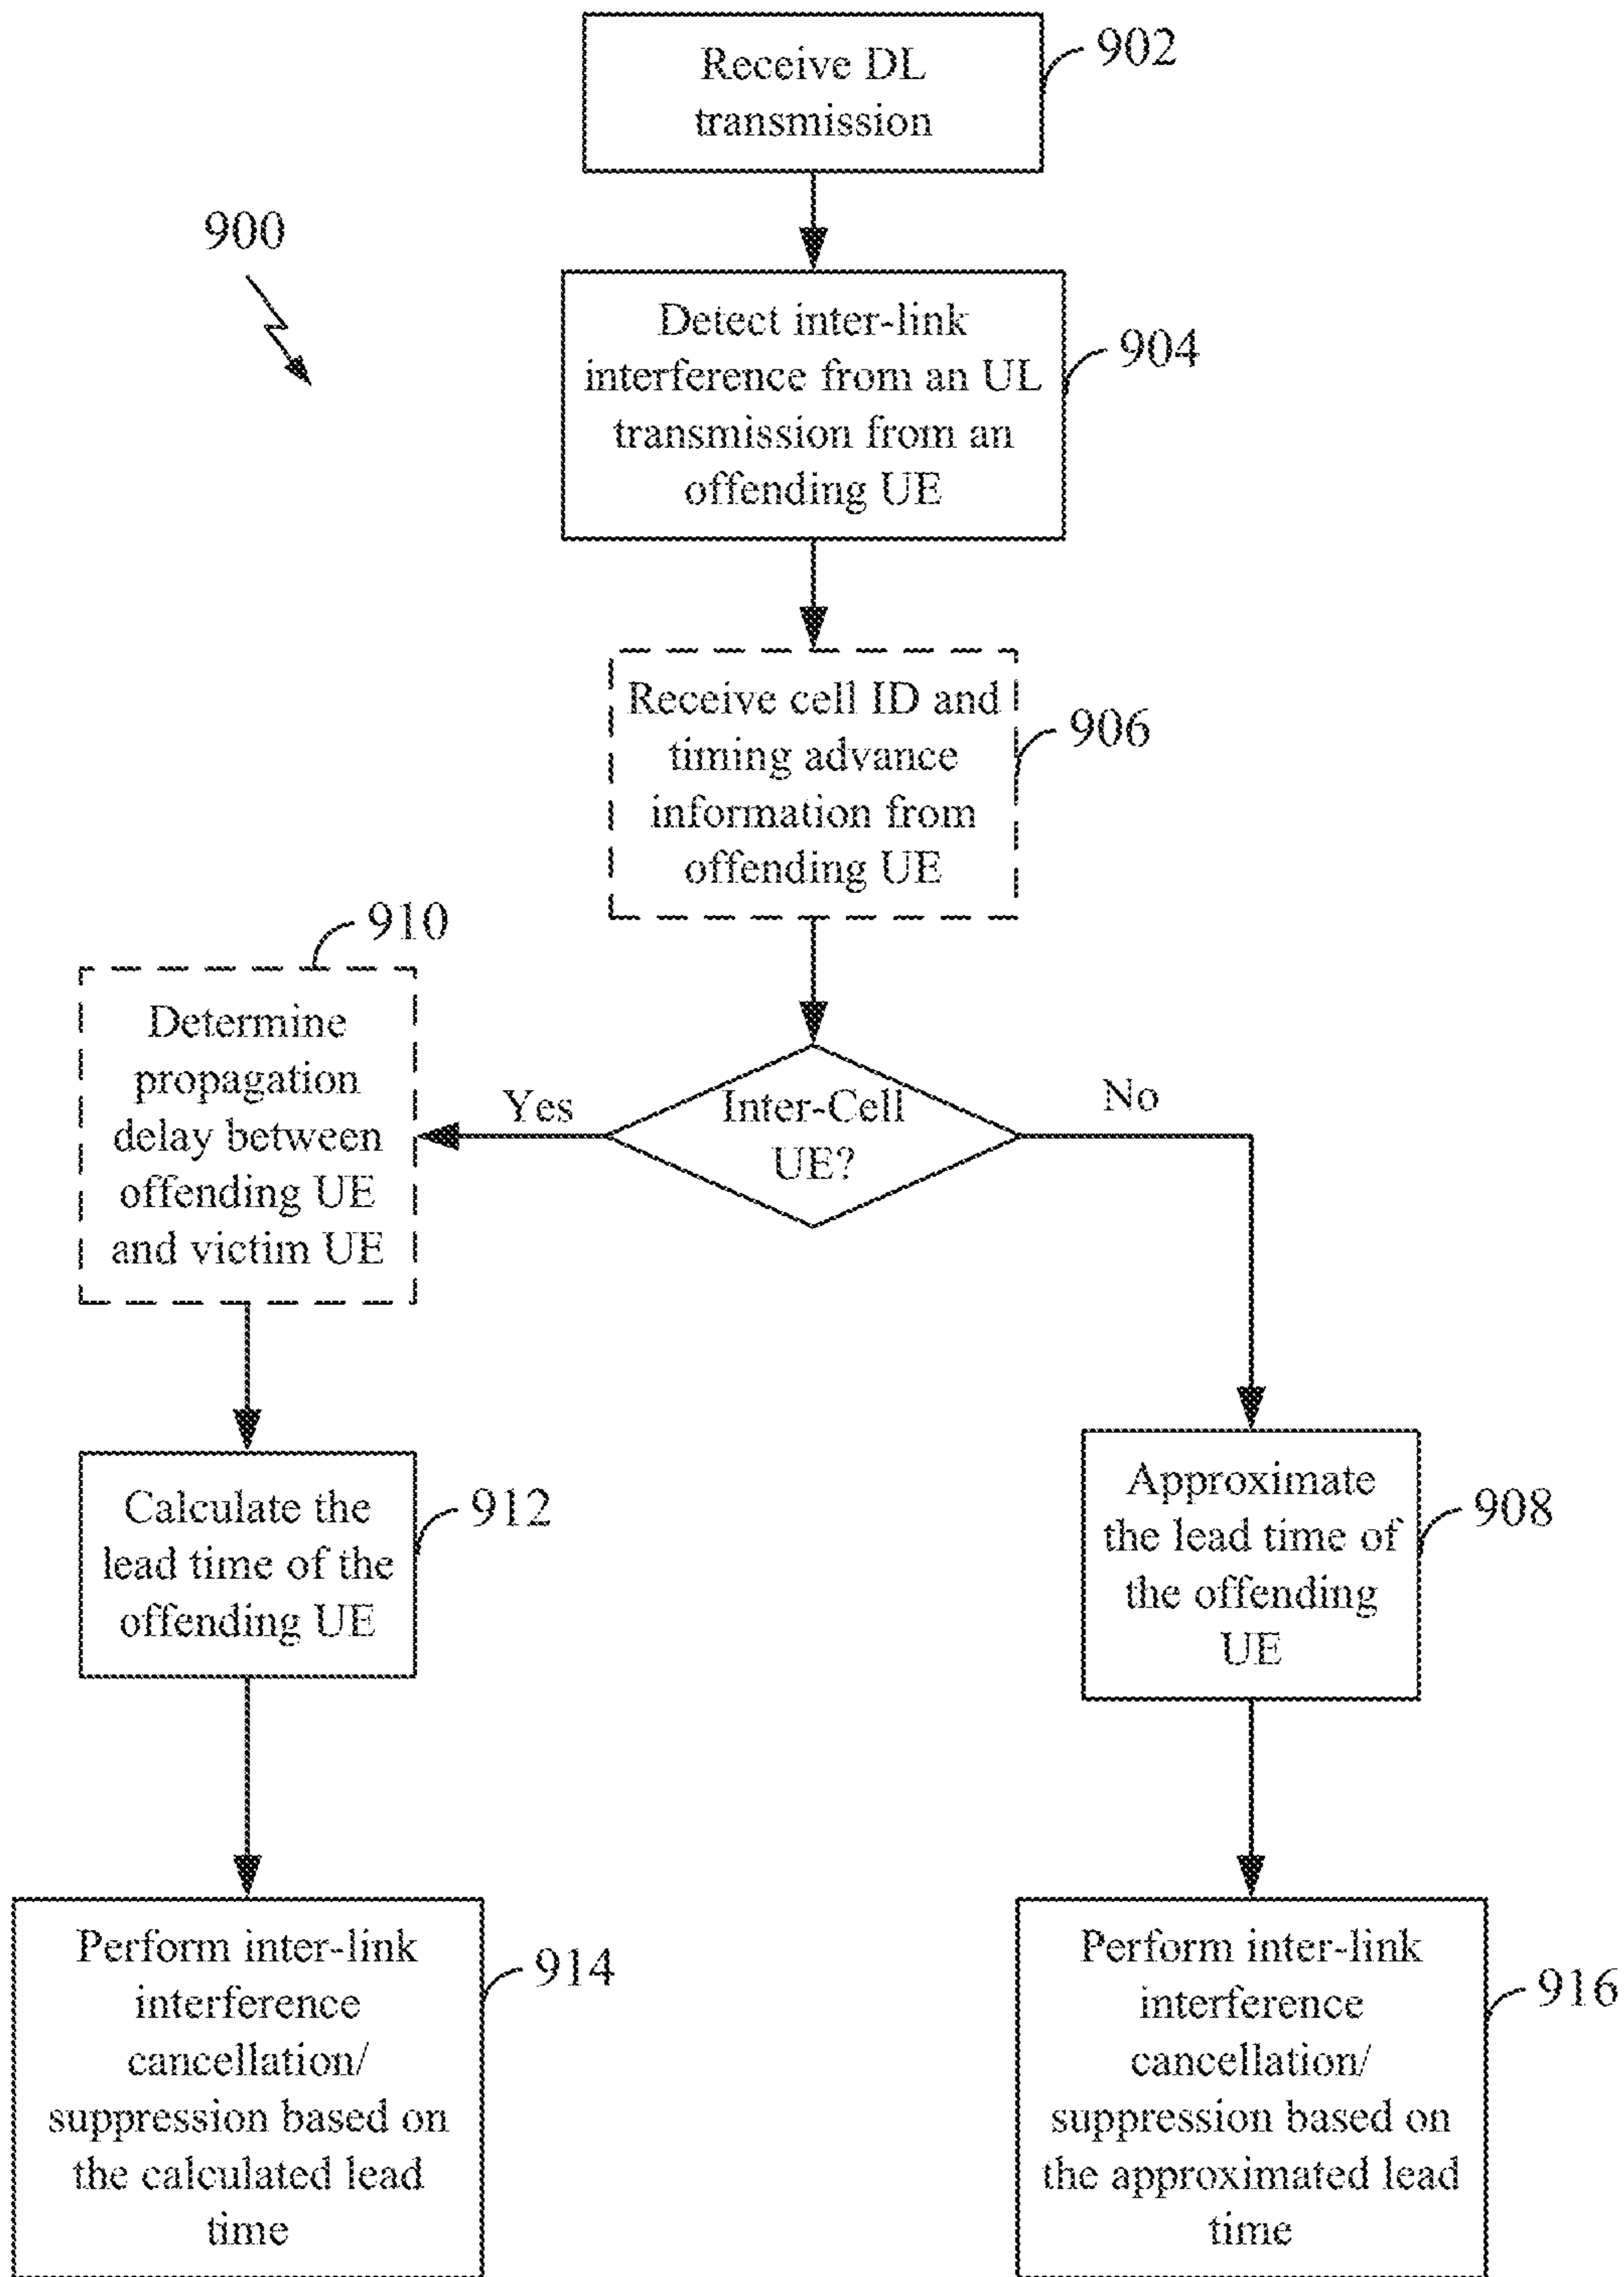 Receive DL
transmission
902
900
Detect inter-link
interference from an UL
transmission from an
offending UE
904
Receive cell ID and
timing advance
information from
offending UE
906
910
Determine
propagation
delay between
offending UE
and victim UE
Yes
Inter-Cell
UE?
No
Calculate the
lead time of the
offending UE
912
Approximate
the lead time of
the offending
UE
908
Perform inter-link
interference
cancellation/
suppression based on
the calculated lead
time
914
Perform inter-link
interference
cancellation/
suppression based on
the approximated lead
time
916